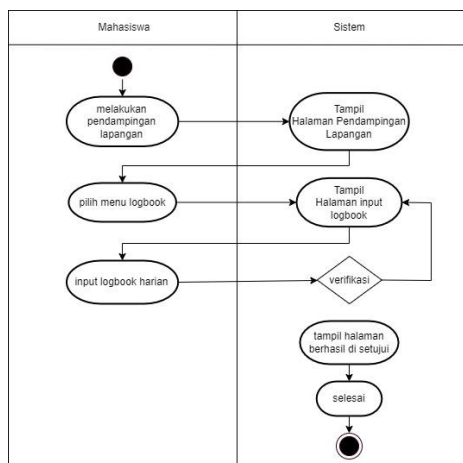 Mahasiswa
Sistem
melakukan
pendampingan
lapangan
Tampil
Halaman Pendampingan
Lapangan
pilih menu logbook
Tampil
Halaman input
logbook
input logbook harian
verifikasi
tampil halaman
berhasil di setujui
selesai